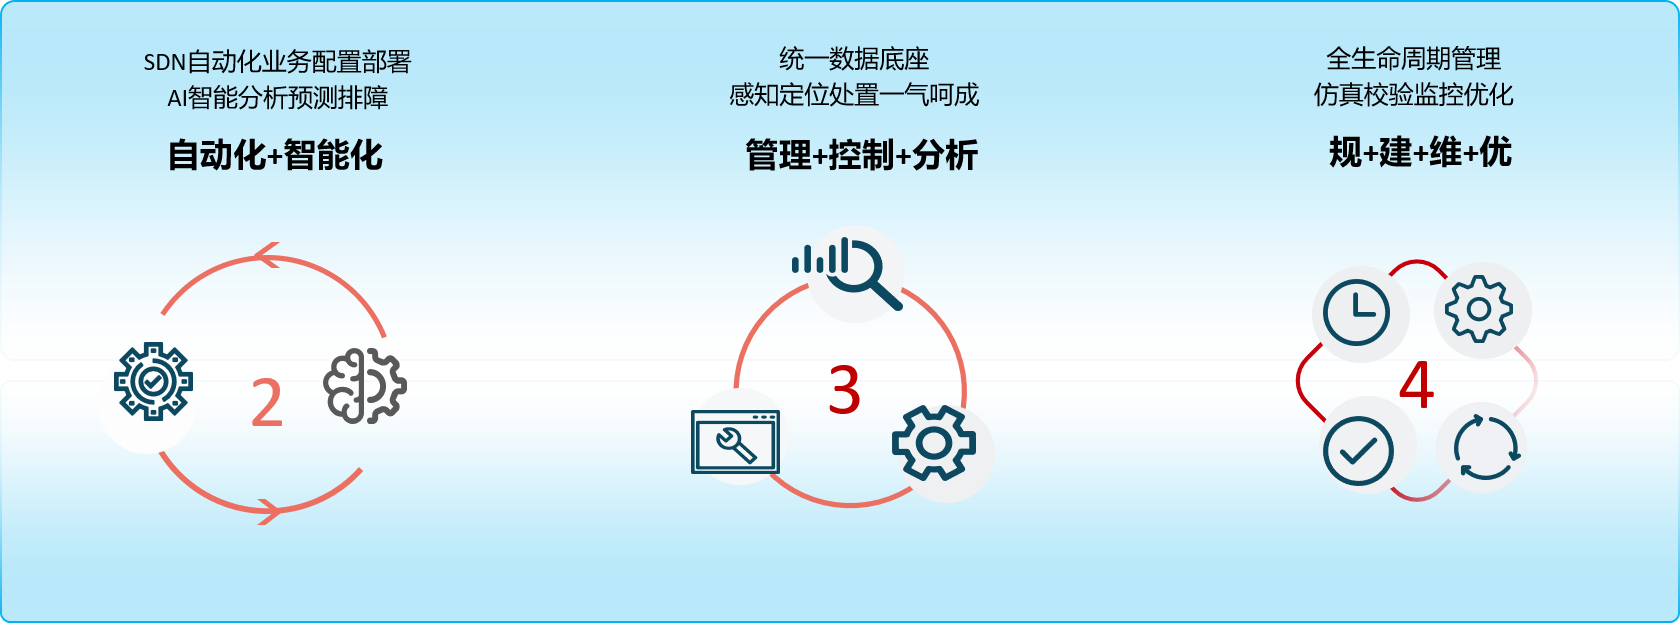 SDN自动化业务配置部署
AI智能分析预测排障
自动化+智能化
2
统一数据底座
感知定位处置一气呵成
管理+控制+分析
3
全生命周期管理
仿真校验监控优化
规+建+维+优
4